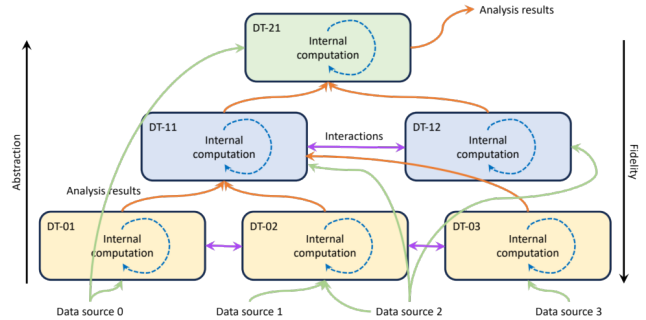 Analysis results
DT-21
Internal
computation
DT-11
Internal
computation
Interactions
DT-12
Internal
computation
Abstraction
Fidelity
Analysis results
DT-01
Internal
computation
DT-02
Internal
computation
DT-03
Internal
computation
Data source 0
Data source 1
Data source 2
Data source 3